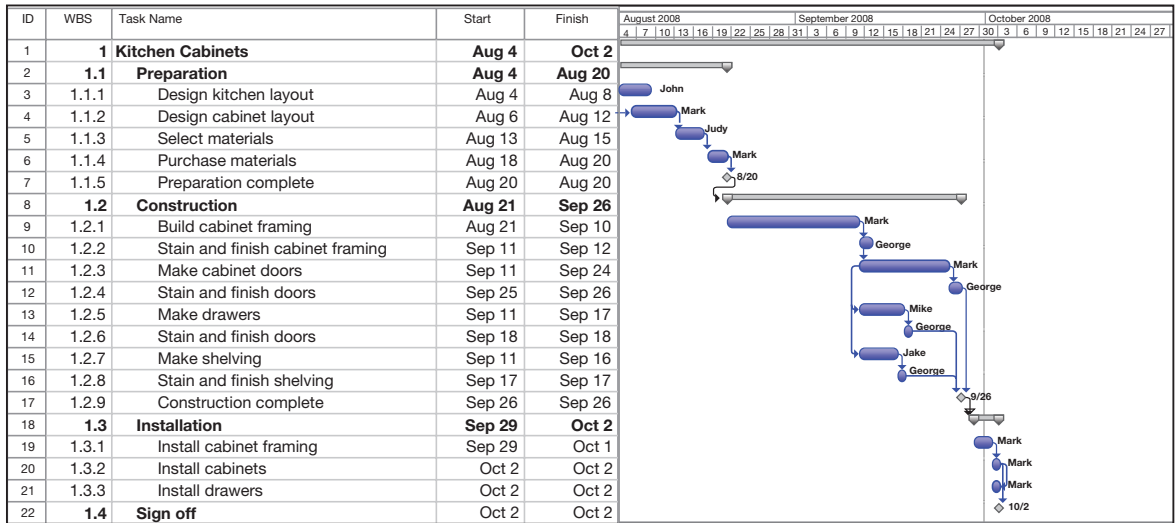 ID WBS Task Name Start Finish August 2008 September 2008 October 2008
4 7 10 13 16 19 22 25 28 31 3 6 9 12 15 18 21 24 27 30 3 6 9 12 15 18 21 24 27
1 1 Kitchen Cabinets Aug 4 Oct 2
2 1.1 Preparation Aug 4 Aug 20
3 1.1.1 Design kitchen layout Aug 4 Aug 8 John
4 1.1.2 Design cabinet layout Aug 6 Aug 12 Mark
5 1.1.3 Select materials Aug 13 Aug 15 Judy
6 1.1.4 Purchase materials Aug 18 Aug 20 Mark
7 1.1.5 Preparation complete Aug 20 Aug 20 8/20
8 1.2 Construction Aug 21 Sep 26
9 1.2.1 Build cabinet framing Aug 21 Sep 10 Mark
10 1.2.2 Stain and finish cabinet framing Sep 11 Sep 12 George
11 1.2.3 Make cabinet doors Sep 11 Sep 24 Mark
12 1.2.4 Stain and finish doors Sep 25 Sep 26 George
13 1.2.5 Make drawers Sep 11 Sep 17 Mike
14 1.2.6 Stain and finish doors Sep 18 Sep 18 George
15 1.2.7 Make shelving Sep 11 Sep 16 Jake
16 1.2.8 Stain and finish shelving Sep 17 Sep 17 George
17 1.2.9 Construction complete Sep 26 Sep 26 9/26
18 1.3 Installation Sep 29 Oct 2
19 1.3.1 Install cabinet framing Sep 29 Oct 1 Mark
20 1.3.2 Install cabinets Oct 2 Oct 2 Mark
21 1.3.3 Install drawers Oct 2 Oct 2 Mark
22 1.4 Sign off Oct 2 Oct 2 10/2